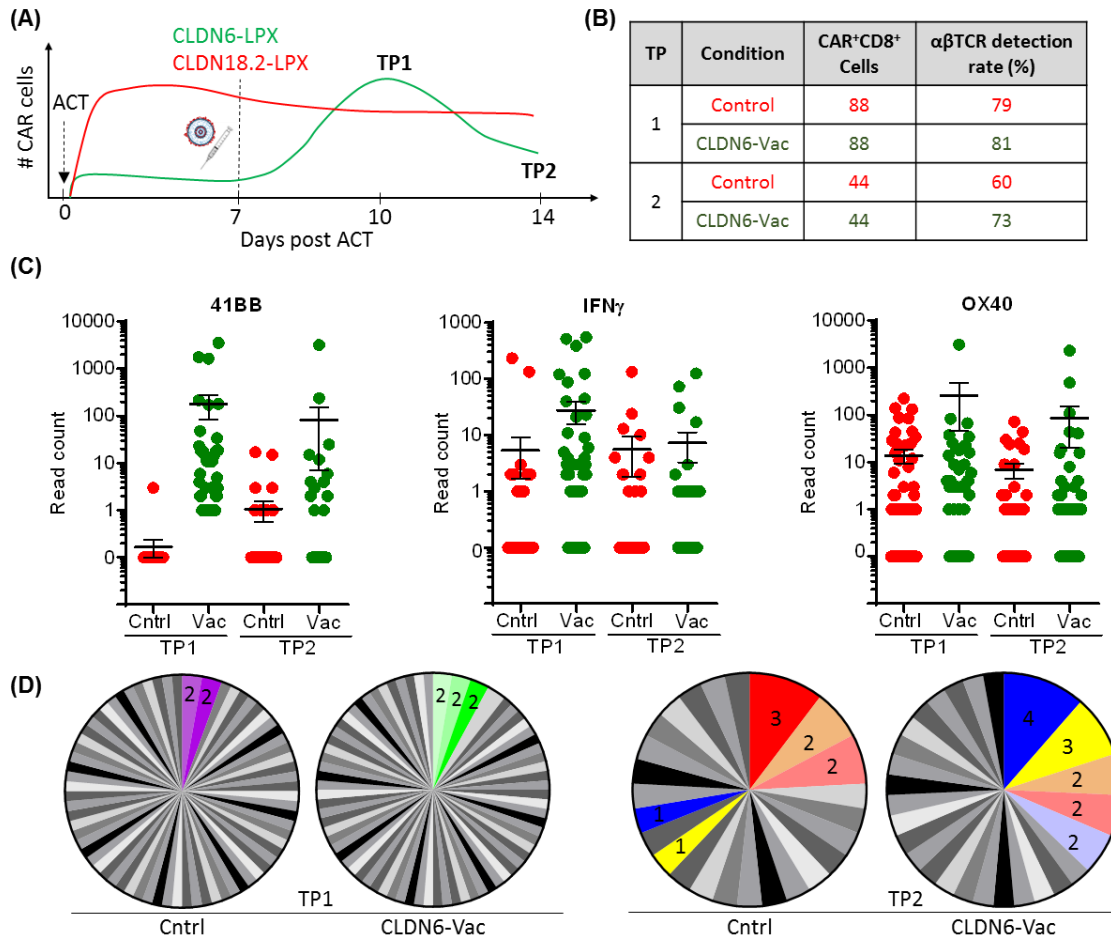 (A)
CLDN6-LPX
CLDN18.2-LPX
TP1
ACT
# CAR cells
TP2
0
7
10
14
Days post ACT
(B)
TP Condition CAR⁺CD8⁺ Cells αβTCR detection rate (%)
1 Control 88 79
CLDN6-Vac 88 81
2 Control 44 60
CLDN6-Vac 44 73
(C)
41BB
Read count
10000
1000
100
10
1
0
Cntrl Vac Cntrl Vac
TP1 TP2
IFNγ
Read count
1000
100
10
1
0
Cntrl Vac Cntrl Vac
TP1 TP2
OX40
Read count
10000
1000
100
10
1
0
Cntrl Vac Cntrl Vac
TP1 TP2
(D)
2 2
2 2 2
TP1
Cntrl CLDN6-Vac
3
2
2
1
1
4
3
2
2
2
TP2
Cntrl CLDN6-Vac